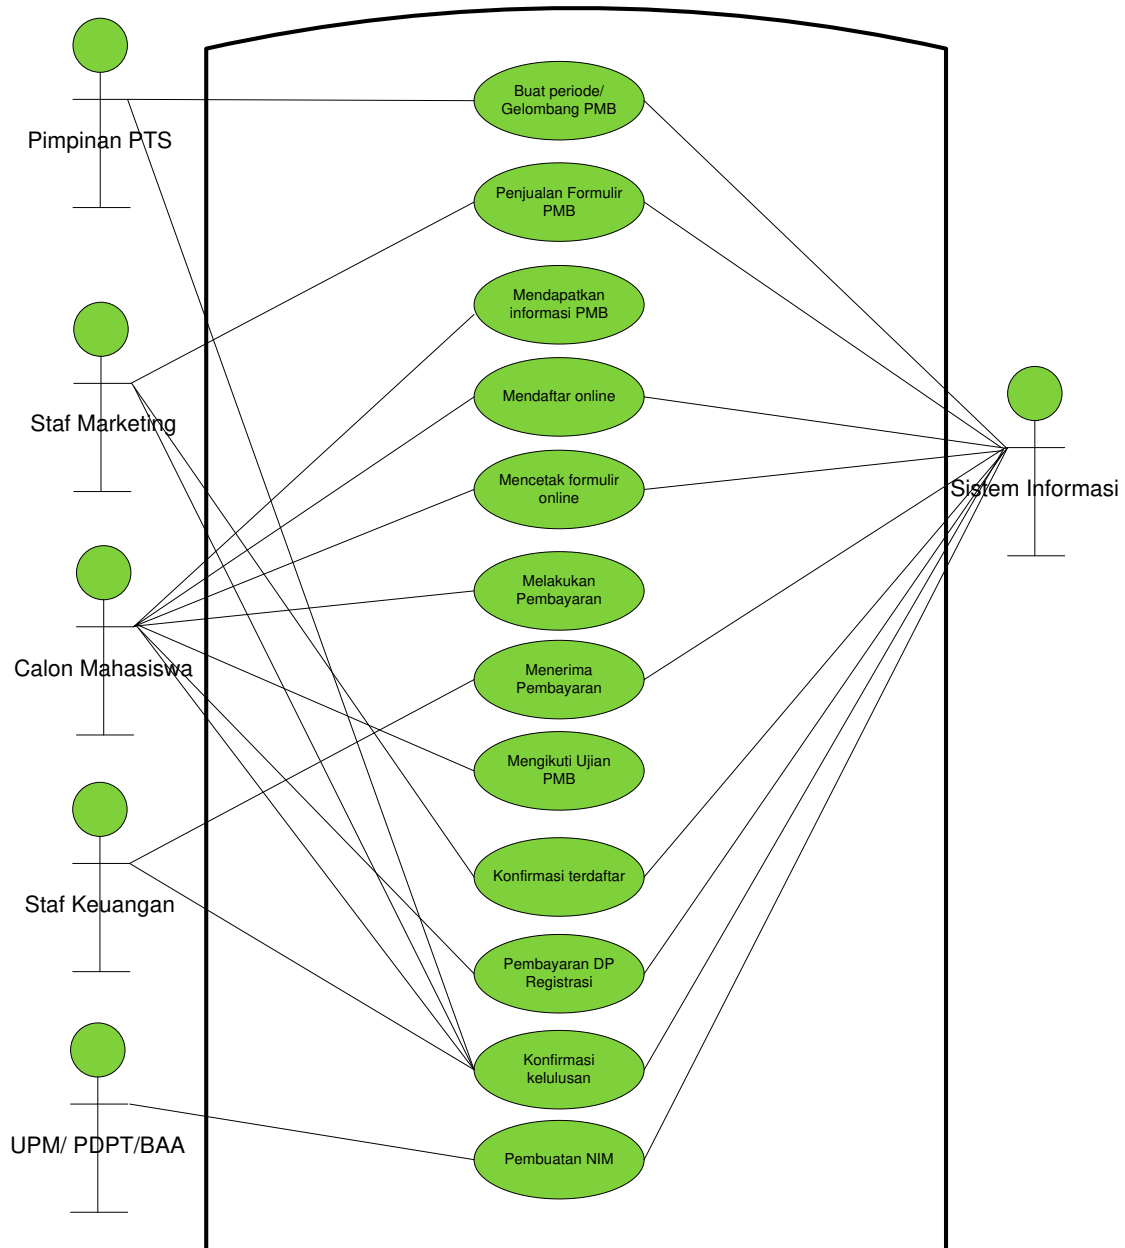 Pimpinan PTS
Staf Marketing
Calon Mahasiswa
Staf Keuangan
UPM/ PDPT/BAA
Buat periode/
Gelombang PMB
Penjualan Formulir
PMB
Mendapatkan
informasi PMB
Mendaftar online
Mencetak formulir
online
Melakukan
Pembayaran
Menerima
Pembayaran
Mengikuti Ujian
PMB
Konfirmasi terdaftar
Pembayaran DP
Registrasi
Konfirmasi
kelulusan
Pembuatan NIM
Sistem Informasi